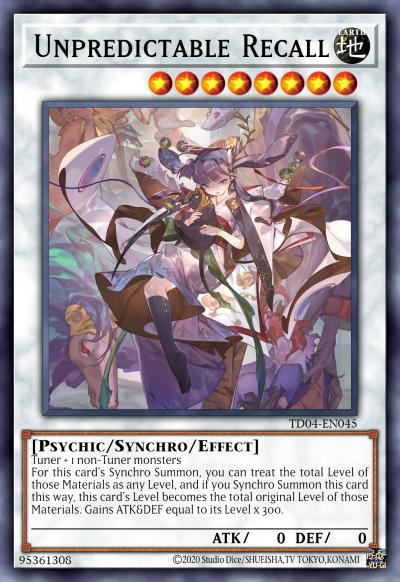 UNPREDICTABLE RECALL
EARTH
地
TD04-EN045
[PSYCHIC/SYNCHRO/EFFECT]
Tuner + 1 non-Tuner monsters
For this card's Synchro Summon, you can treat the total Level of
those Materials as any Level, and if you Synchro Summon this card
this way, this card's Level becomes the total original Level of those
Materials. Gains ATK&DEF equal to its Level x 300.
ATK/ 0 DEF/ 0
95361308
©2020 Studio Dice/SHUEISHA,TV TOKYO,KONAMI